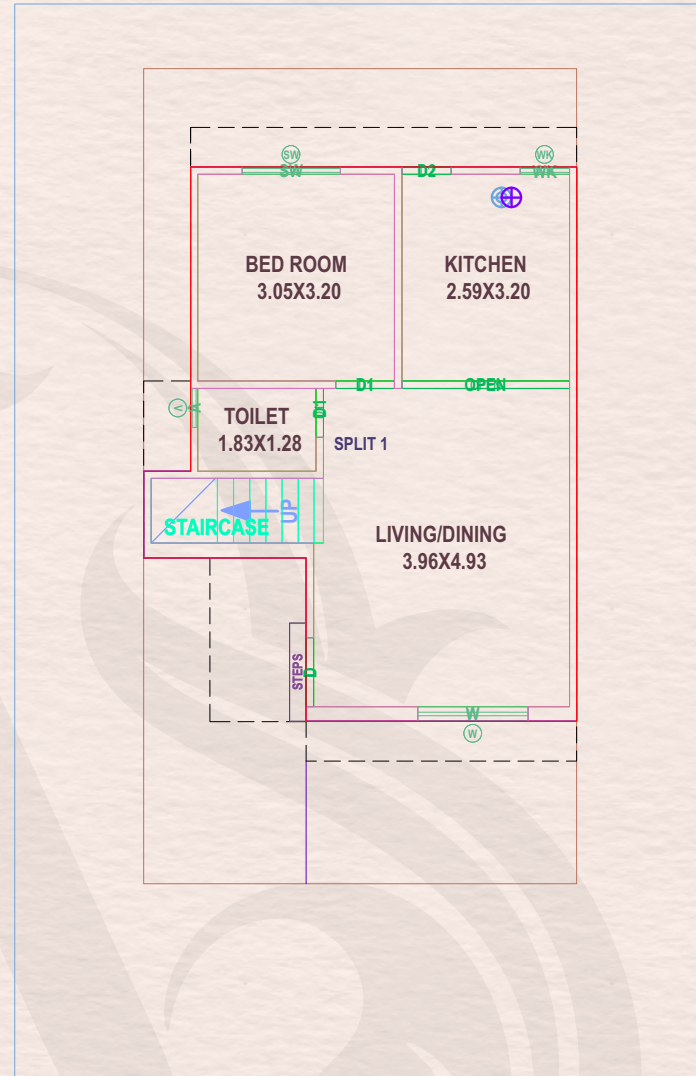 SW
WK
SW
D2
WK
BED ROOM
3.05X3.20
KITCHEN
2.59X3.20
D1
OPEN
V
V
TOILET
1.83X1.28
D1
SPLIT 1
UP
STAIRCASE
LIVING/DINING
3.96X4.93
STEPS
D
W
W